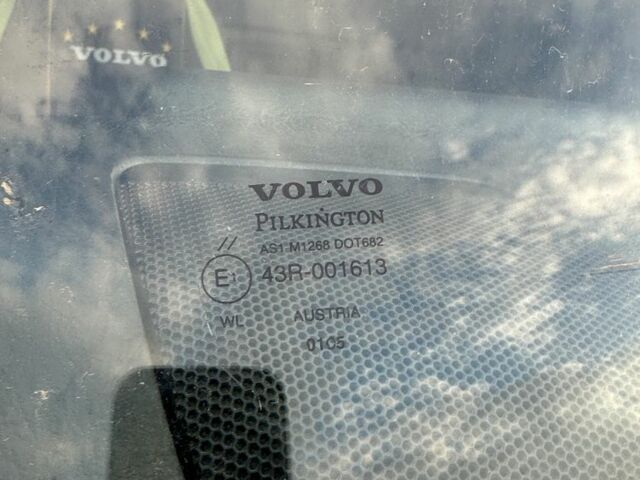 VOLVO
VOLVO
PILKINGTON
AS1 M1268 DOT682
//
E1 43R-001613
WL AUSTRIA
0105